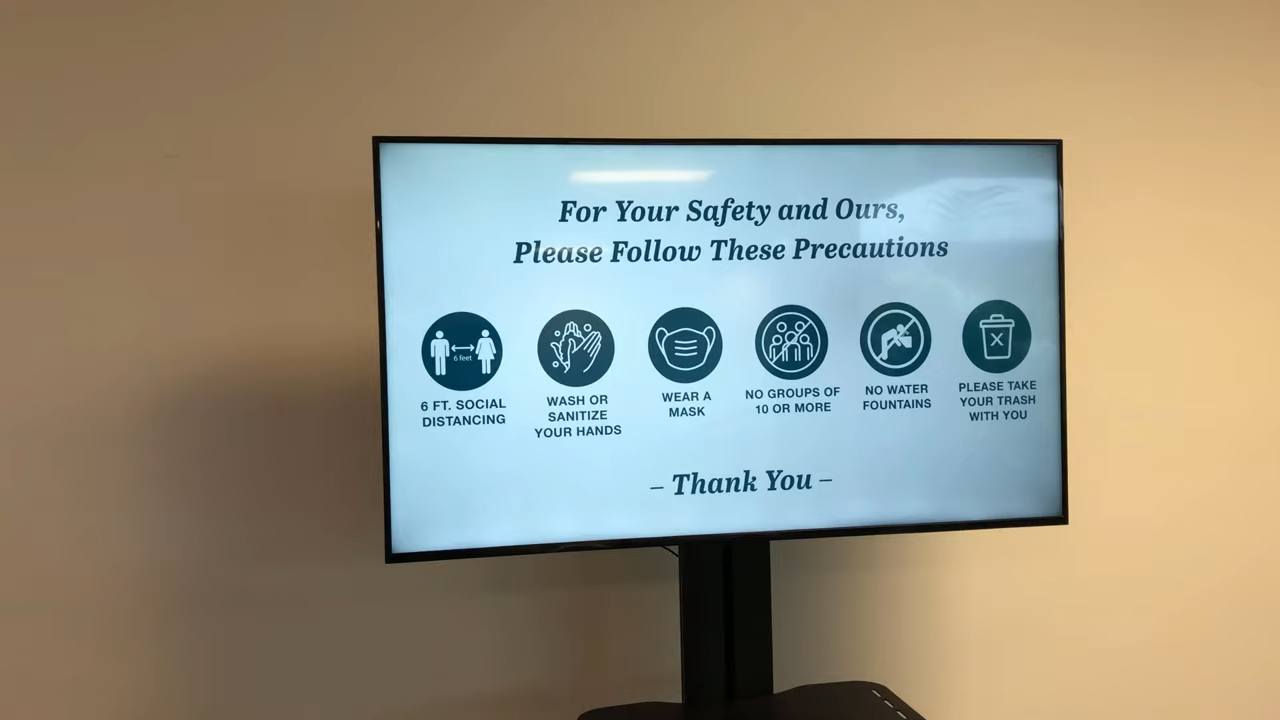 For Your Safety and Ours,
Please Follow These Precautions
6 feet
6 FT. SOCIAL
DISTANCING
WASH OR
SANITIZE
YOUR HANDS
WEAR A
MASK
NO GROUPS OF
10 OR MORE
NO WATER
FOUNTAINS
PLEASE TAKE
YOUR TRASH
WITH YOU
– Thank You –